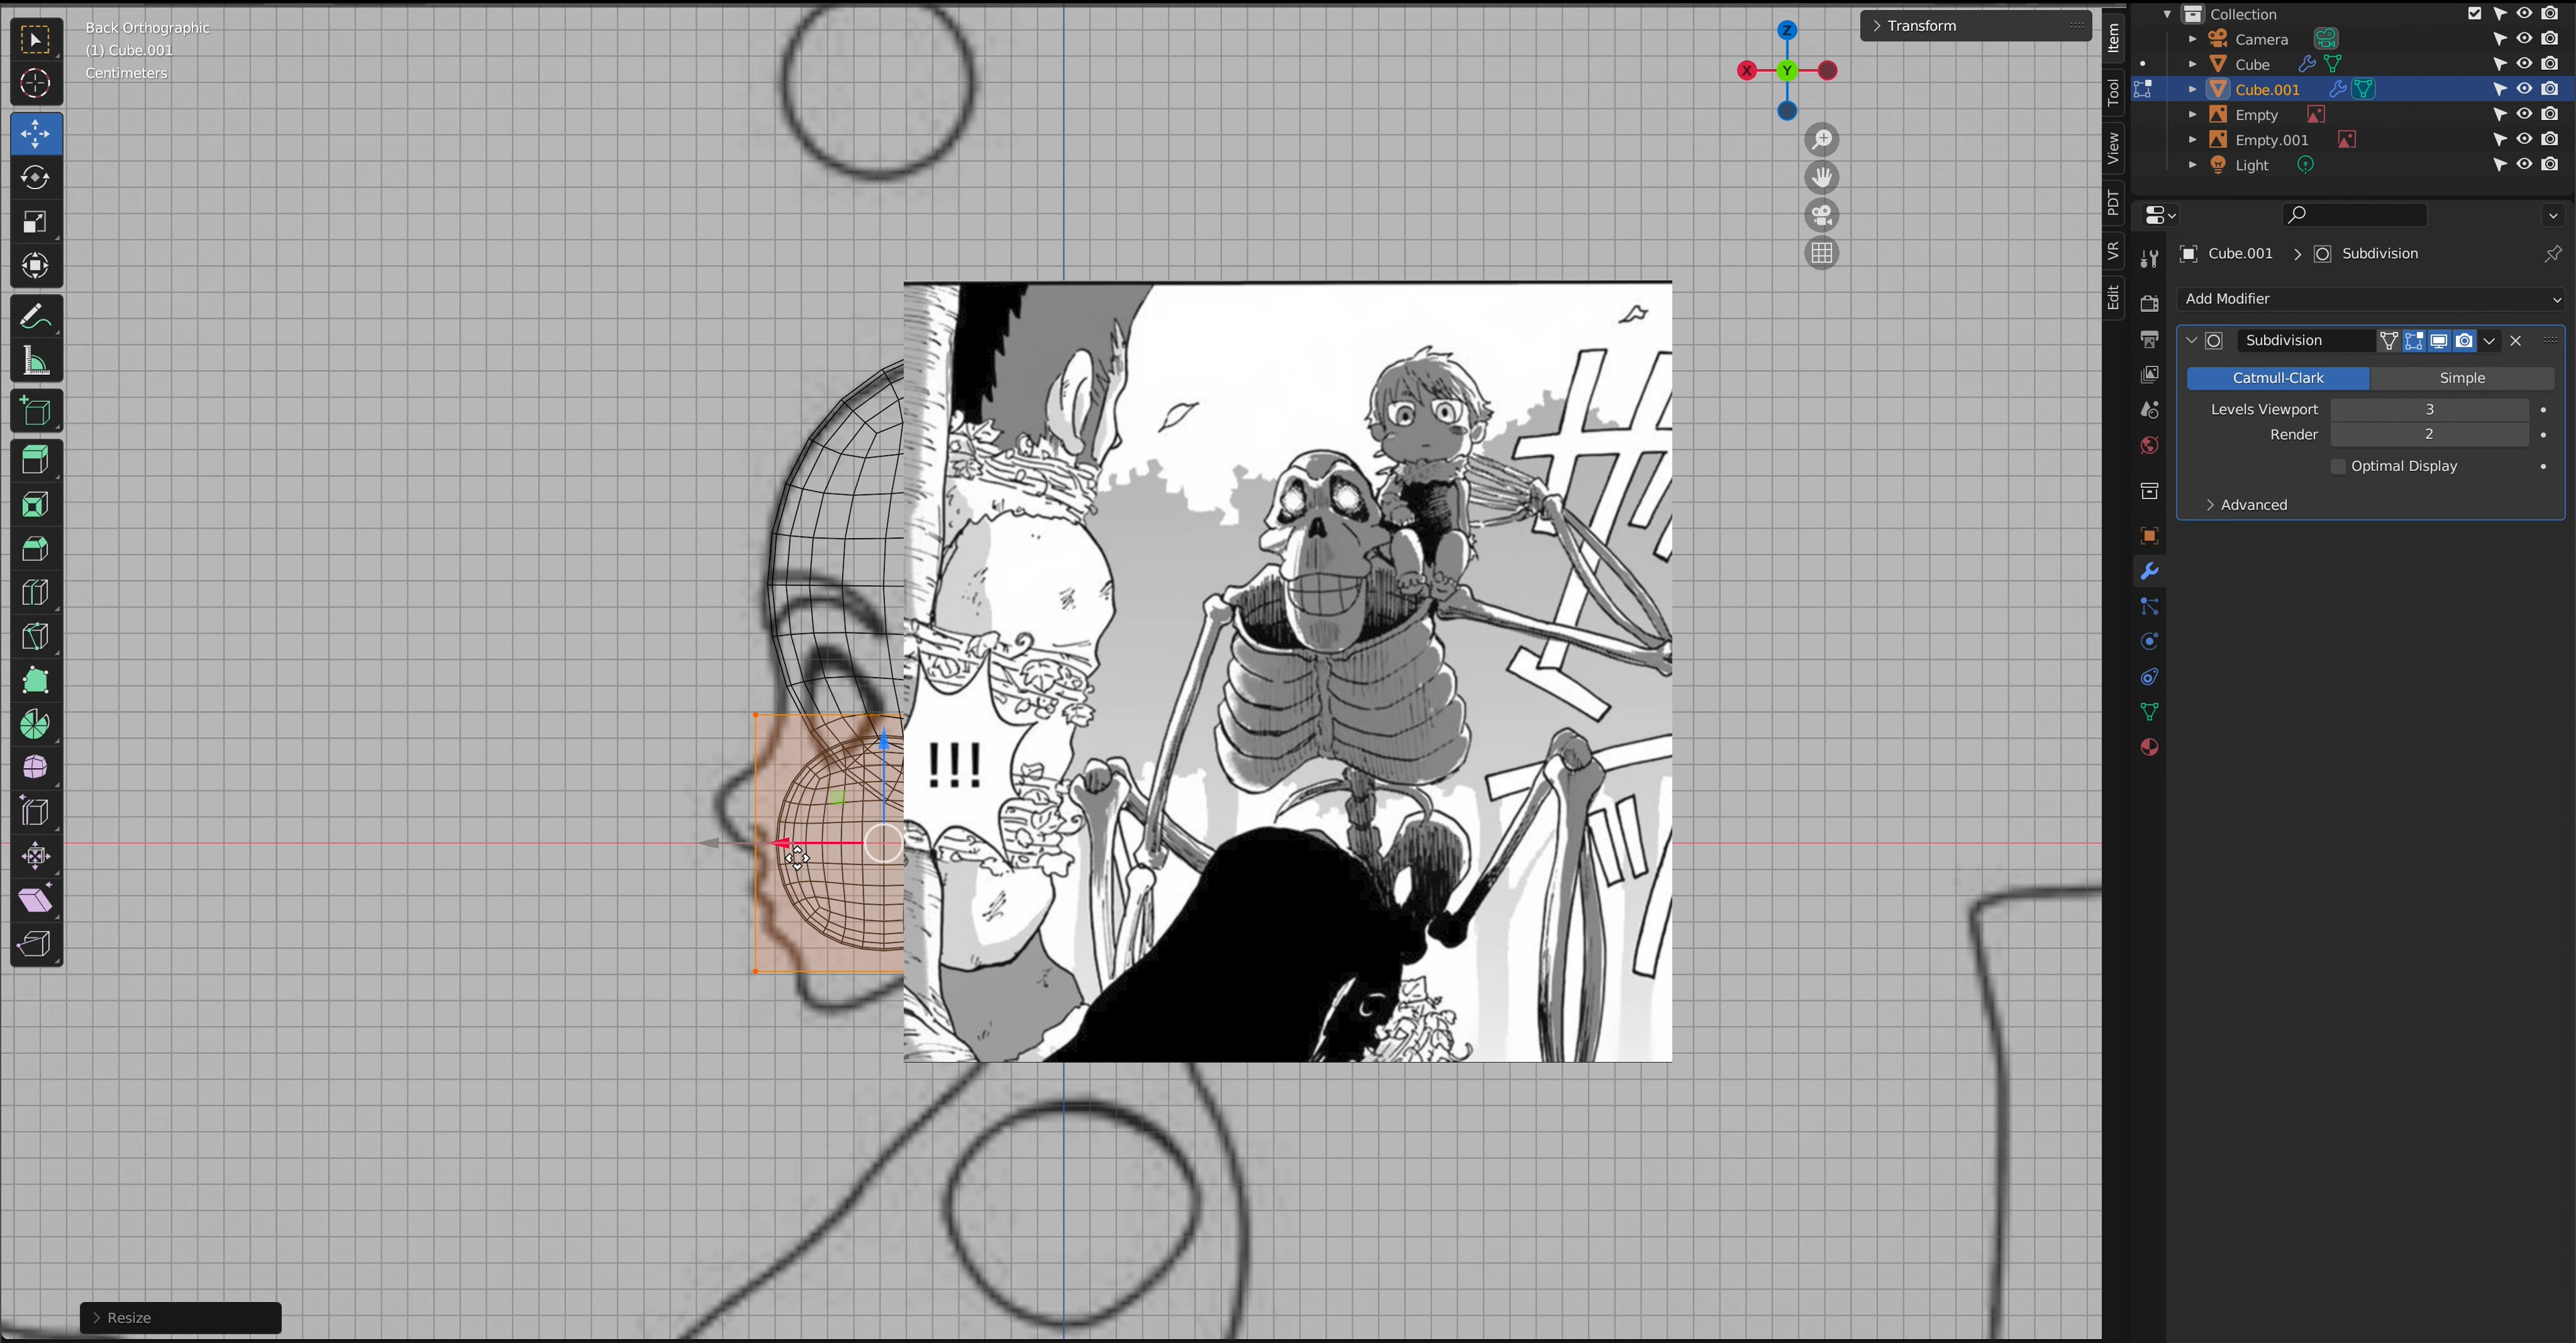 Back Orthographic
(1) Cube.001
Centimeters
X
Y
Z
Transform
Item
Tool
View
PDT
VR
Edit
!!!
Resize
Collection
Camera
Cube
Cube.001
Empty
Empty.001
Light
Cube.001 > Subdivision
Add Modifier
Subdivision
Catmull-Clark Simple
Levels Viewport 3
Render 2
Optimal Display
Advanced